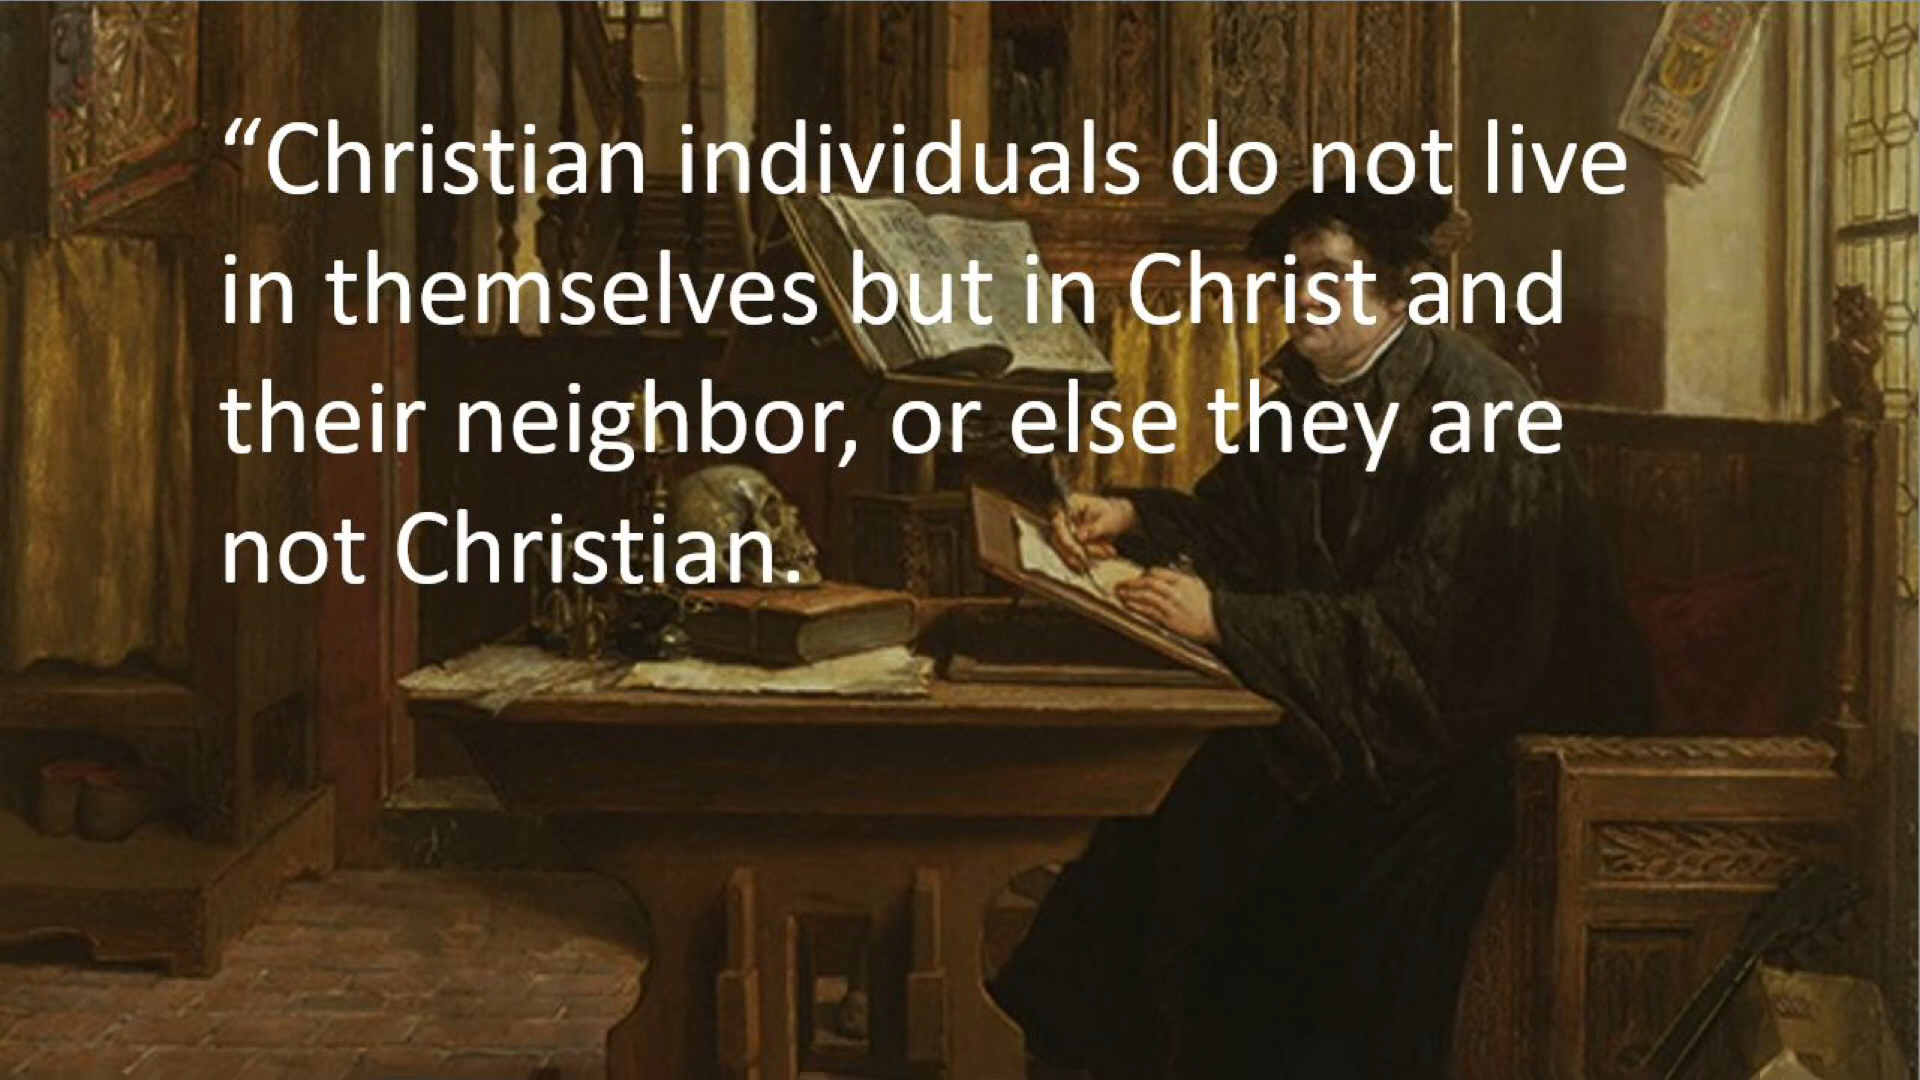 “Christian individuals do not live
in themselves but in Christ and
their neighbor, or else they are
not Christian.